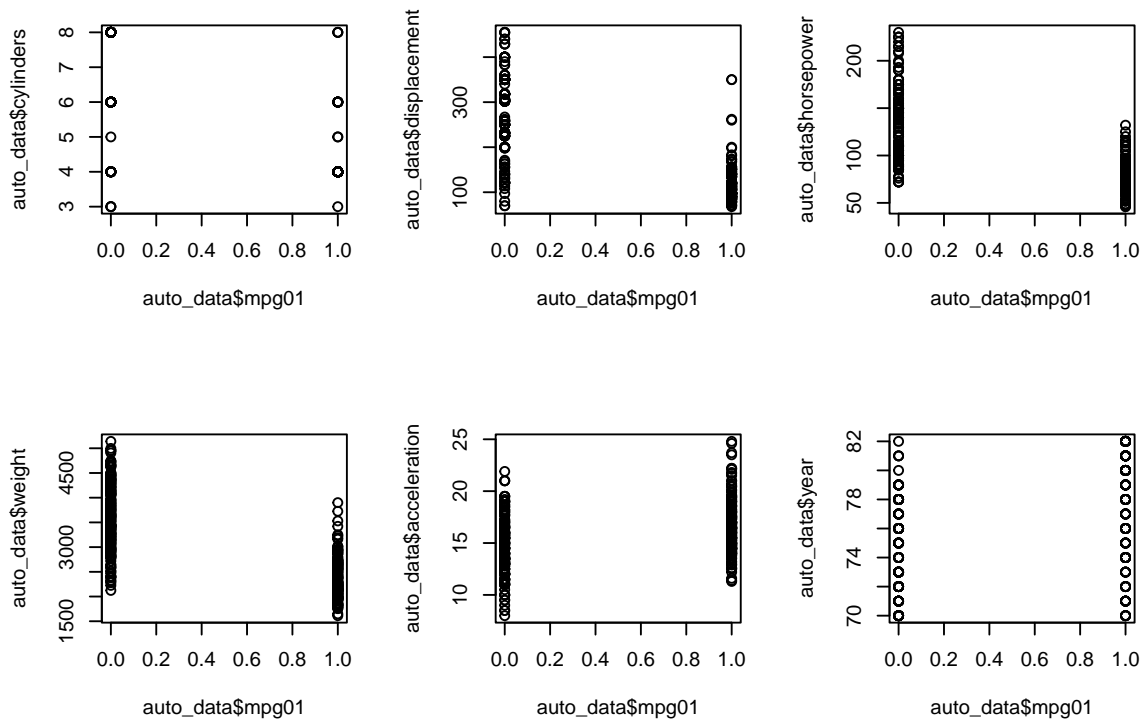 auto_data$cylinders
8
7
6
5
4
3
0.0 0.2 0.4 0.6 0.8 1.0
auto_data$mpg01
auto_data$displacement
300
100
0.0 0.2 0.4 0.6 0.8 1.0
auto_data$mpg01
auto_data$horsepower
200
100
50
0.0 0.2 0.4 0.6 0.8 1.0
auto_data$mpg01
auto_data$weight
4500
3000
1500
0.0 0.2 0.4 0.6 0.8 1.0
auto_data$mpg01
auto_data$acceleration
25
20
15
10
0.0 0.2 0.4 0.6 0.8 1.0
auto_data$mpg01
auto_data$year
82
78
74
70
0.0 0.2 0.4 0.6 0.8 1.0
auto_data$mpg01